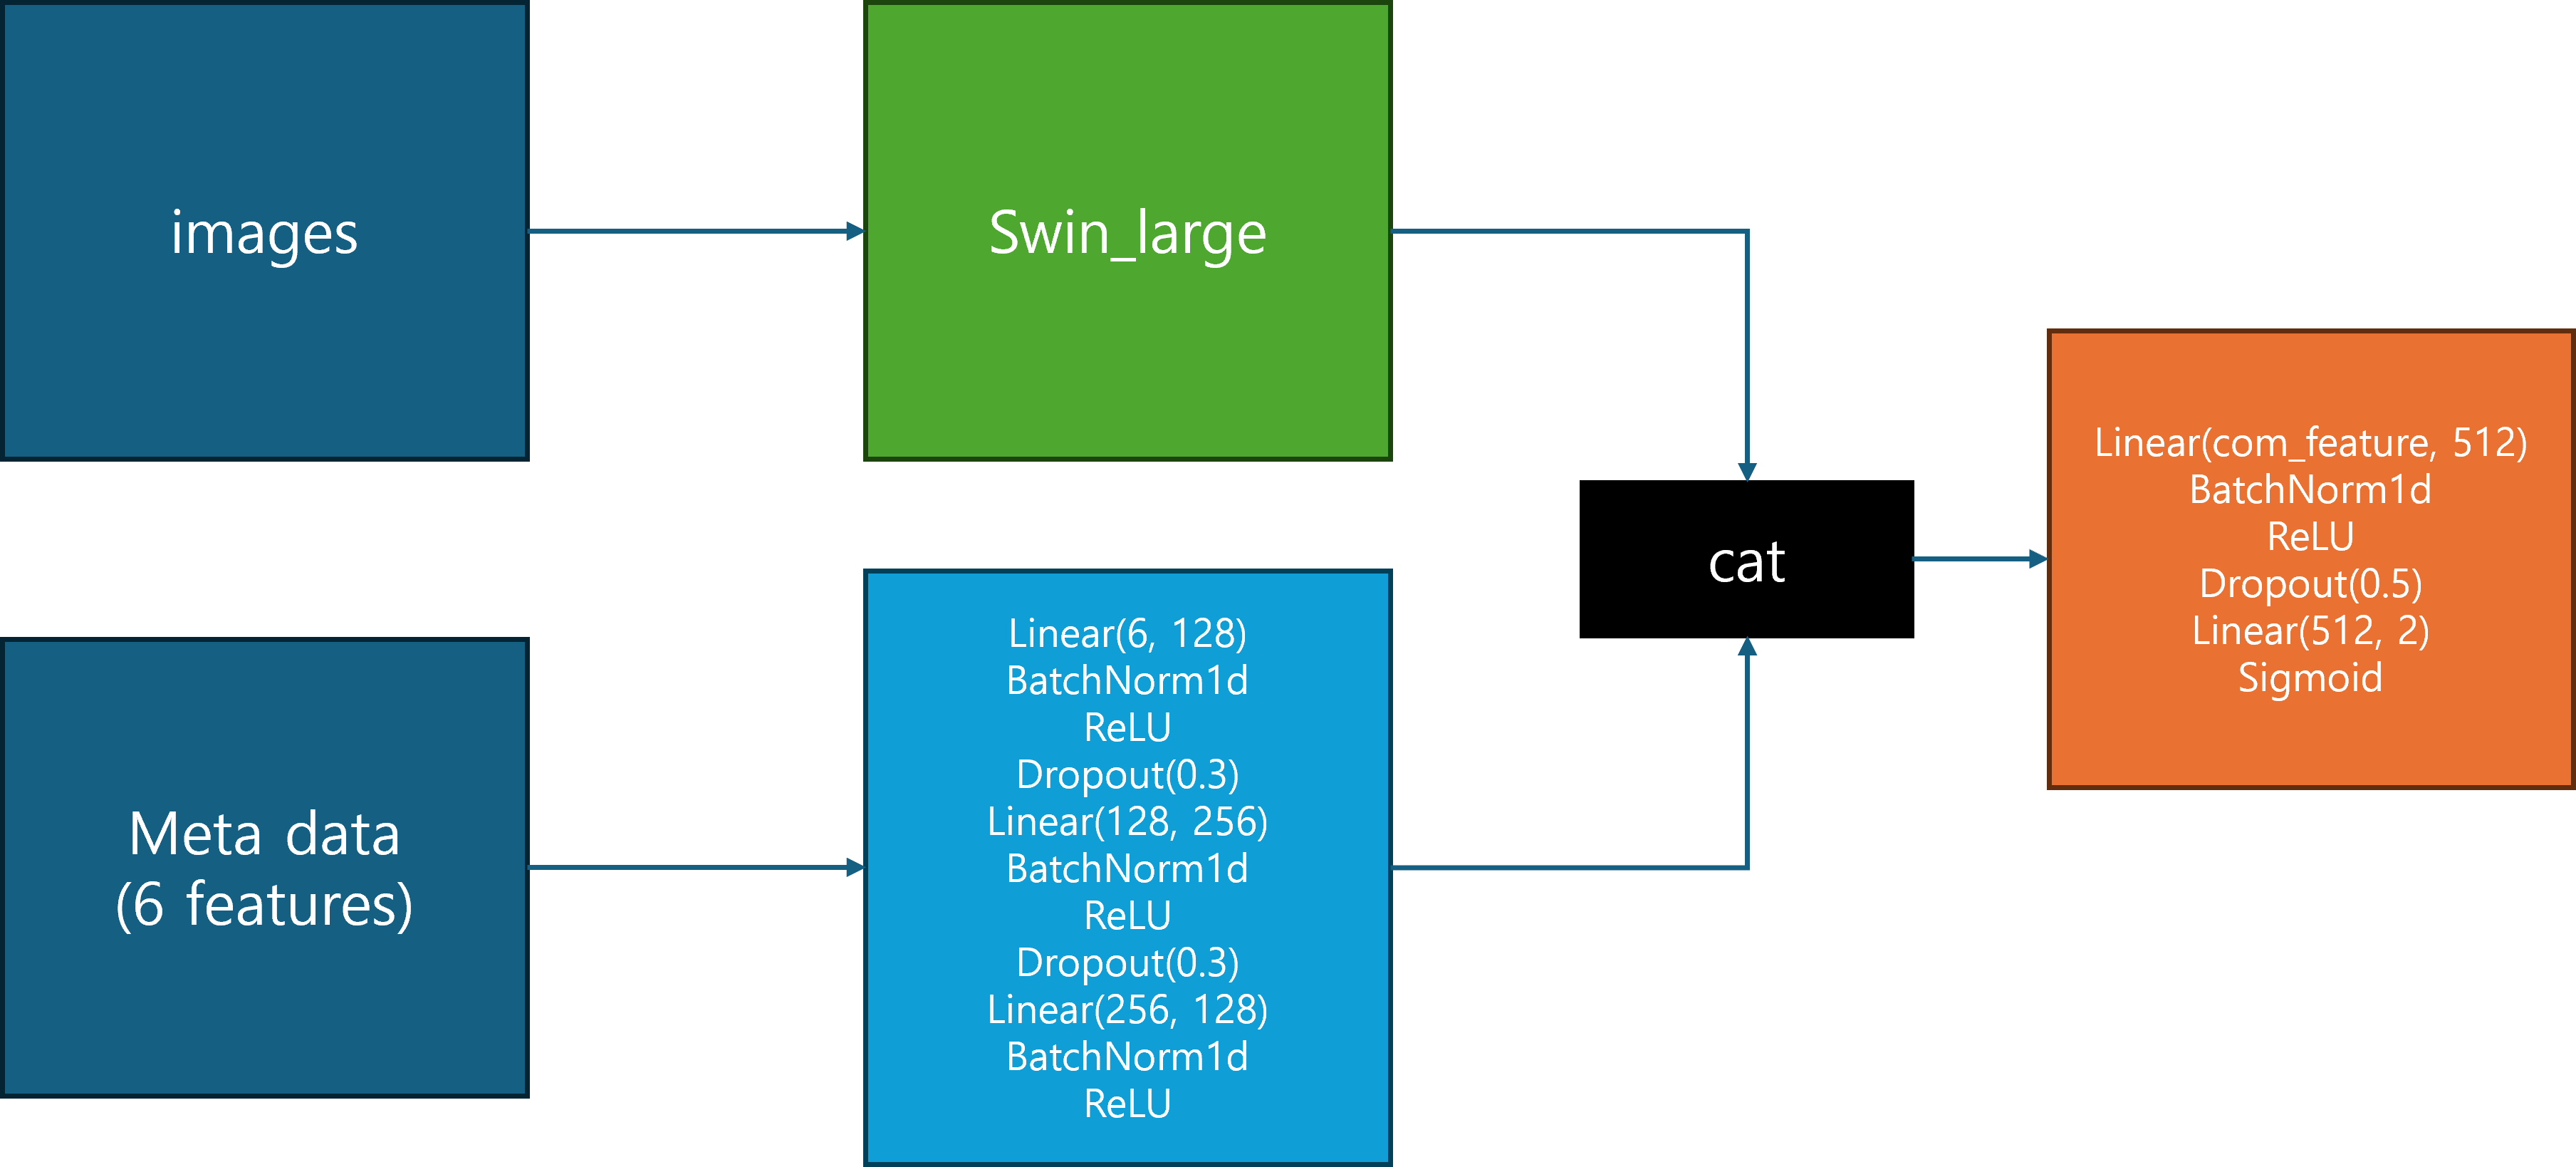 images
Swin_large
Meta data
(6 features)
Linear(6, 128)
BatchNorm1d
ReLU
Dropout(0.3)
Linear(128, 256)
BatchNorm1d
ReLU
Dropout(0.3)
Linear(256, 128)
BatchNorm1d
ReLU
cat
Linear(com_feature, 512)
BatchNorm1d
ReLU
Dropout(0.5)
Linear(512, 2)
Sigmoid